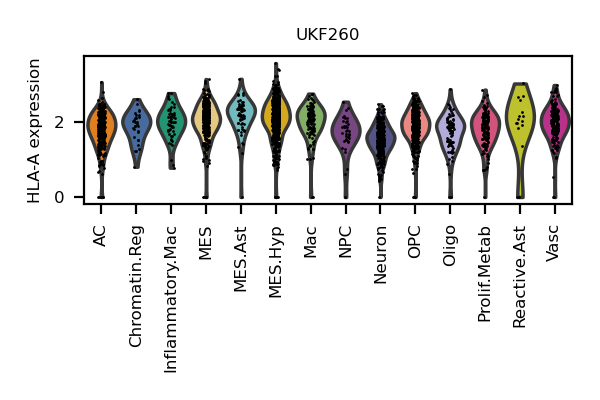 UKF260
HLA-A expression
2
0
AC
Chromatin.Reg
Inflammatory.Mac
MES
MES.Ast
MES.Hyp
Mac
NPC
Neuron
OPC
Oligo
Prolif.Metab
Reactive.Ast
Vasc